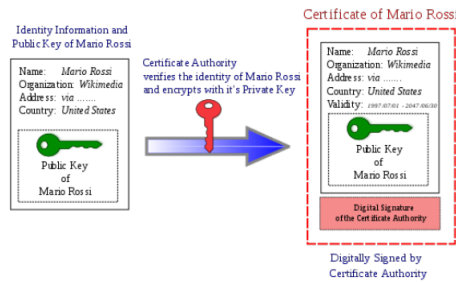 Identity Information and
Public Key of Mario Rossi
Name: Mario Rossi
Organization: Wikimedia
Address: via .......
Country: United States
Public Key
of
Mario Rossi
Certificate Authority
verifies the identity of Mario Rossi
and encrypts with it's Private Key
Certificate of Mario Rossi
Name: Mario Rossi
Organization: Wikimedia
Address: via .......
Country: United States
Validity: 1997/07/01 - 2047/06/30
Public Key
of
Mario Rossi
Digital Signature
of the Certificate Authority
Digitally Signed by
Certificate Authority